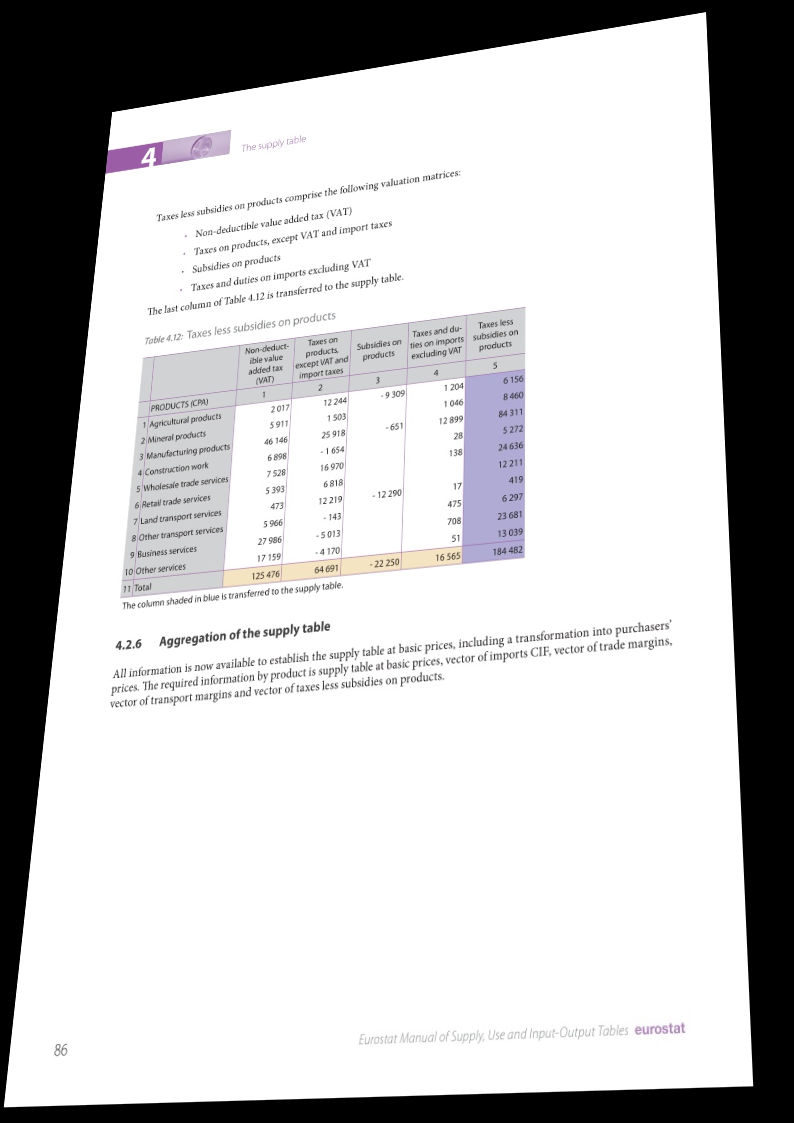 4
The supply table
Taxes less subsidies on products comprise the following valuation matrices:
· Non-deductible value added tax (VAT)
· Taxes on products, except VAT and import taxes
· Subsidies on products
· Taxes and duties on imports excluding VAT
The last column of Table 4.12 is transferred to the supply table.
Table 4.12: Taxes less subsidies on products
Non-deduct-
ible value
added tax
(VAT)
Taxes on
products,
except VAT and
import taxes
Subsidies on
products
Taxes and du-
ties on imports
excluding VAT
Taxes less
subsidies on
products
PRODUCTS (CPA) 1 2 3 4 5
1 Agricultural products 2 017 12 244 - 9 309 1 204 6 156
2 Mineral products 5 911 1 503 1 046 8 460
3 Manufacturing products 46 146 25 918 - 651 12 899 84 311
4 Construction work 6 898 - 1 654 28 5 272
5 Wholesale trade services 7 528 16 970 138 24 636
6 Retail trade services 5 393 6 818 12 211
7 Land transport services 473 12 219 - 12 290 17 419
8 Other transport services 5 966 - 143 475 6 297
9 Business services 27 986 - 5 013 708 23 681
10 Other services 17 159 - 4 170 51 13 039
11 Total 125 476 64 691 - 22 250 16 565 184 482
The column shaded in blue is transferred to the supply table.
4.2.6 Aggregation of the supply table
All information is now available to establish the supply table at basic prices, including a transformation into purchasers'
prices. The required information by product is supply table at basic prices, vector of imports CIF, vector of trade margins,
vector of transport margins and vector of taxes less subsidies on products.
86
Eurostat Manual of Supply, Use and Input-Output Tables eurostat